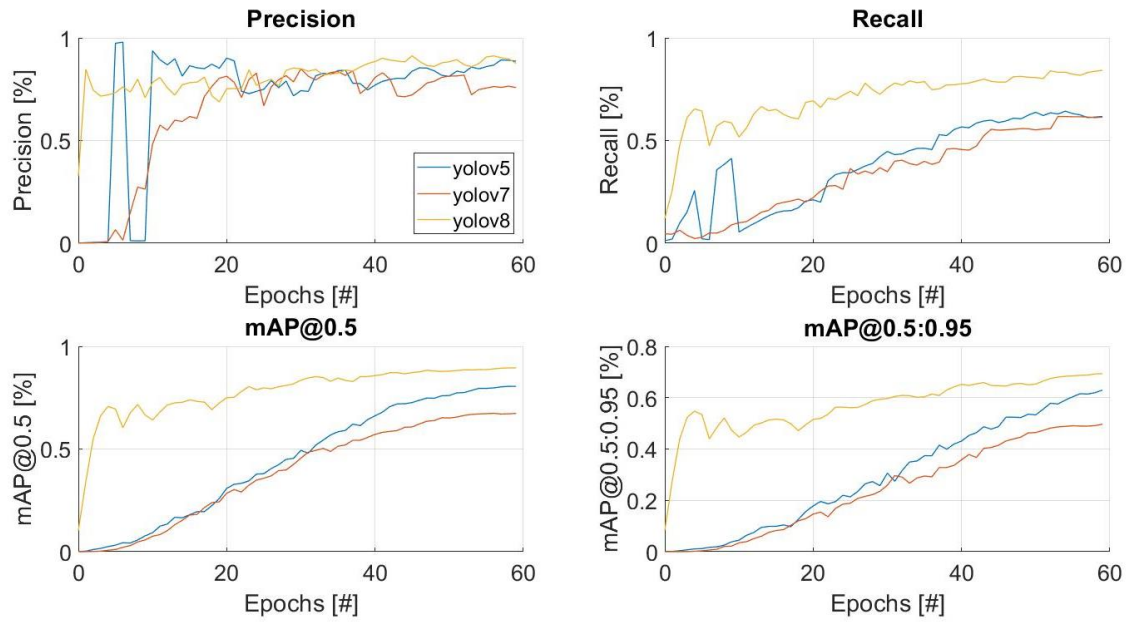 Precision
Precision [%]
1
0.5
0
0
20
40
60
Epochs [#]
yolov5
yolov7
yolov8
Recall
Recall [%]
1
0.5
0
0
20
40
60
Epochs [#]
mAP@0.5
mAP@0.5 [%]
1
0.5
0
0
20
40
60
Epochs [#]
mAP@0.5:0.95
mAP@0.5:0.95 [%]
0.8
0.6
0.4
0.2
0
0
20
40
60
Epochs [#]